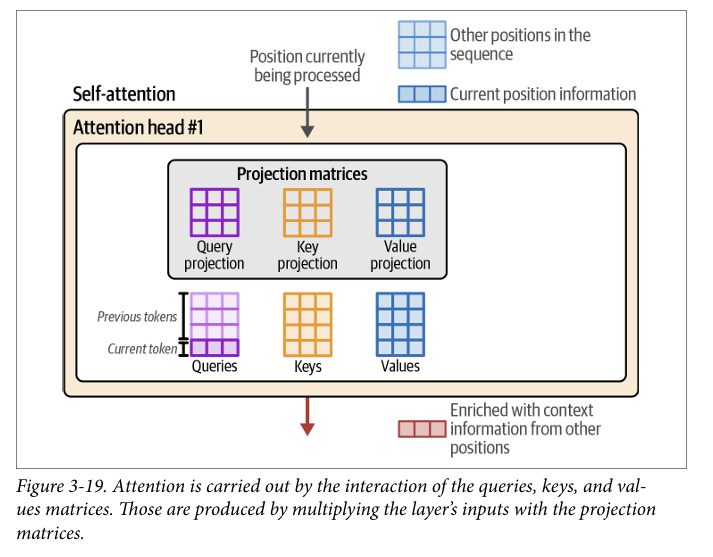 Other positions in the
sequence
Position currently
being processed
Self-attention
Current position information
Attention head #1
Projection matrices
Query
projection
Key
projection
Value
projection
Previous tokens
Current token
Queries
Keys
Values
Enriched with context
information from other
positions
Figure 3-19. Attention is carried out by the interaction of the queries, keys, and val-
ues matrices. Those are produced by multiplying the layer’s inputs with the projection
matrices.